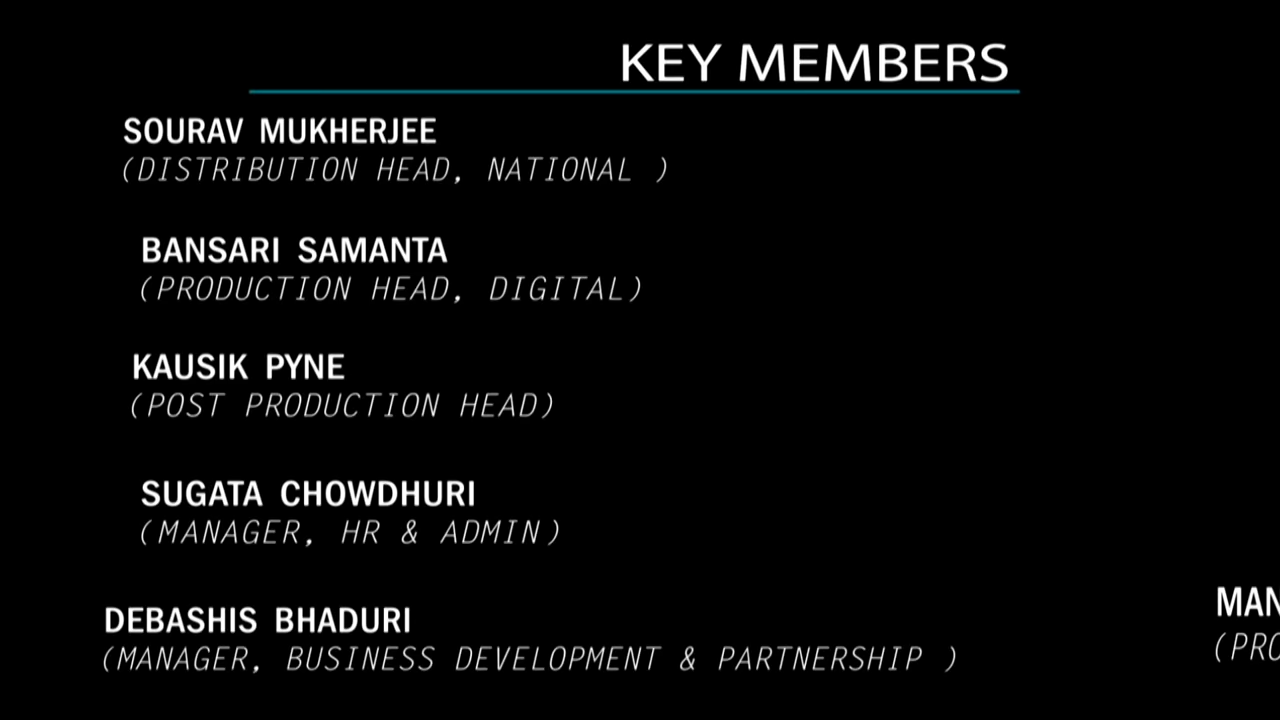 KEY MEMBERS
SOURAV MUKHERJEE
(DISTRIBUTION HEAD, NATIONAL )
BANSARI SAMANTA
(PRODUCTION HEAD, DIGITAL)
KAUSIK PYNE
(POST PRODUCTION HEAD)
SUGATA CHOWDHURI
(MANAGER, HR & ADMIN)
DEBASHIS BHADURI
(MANAGER, BUSINESS DEVELOPMENT & PARTNERSHIP )